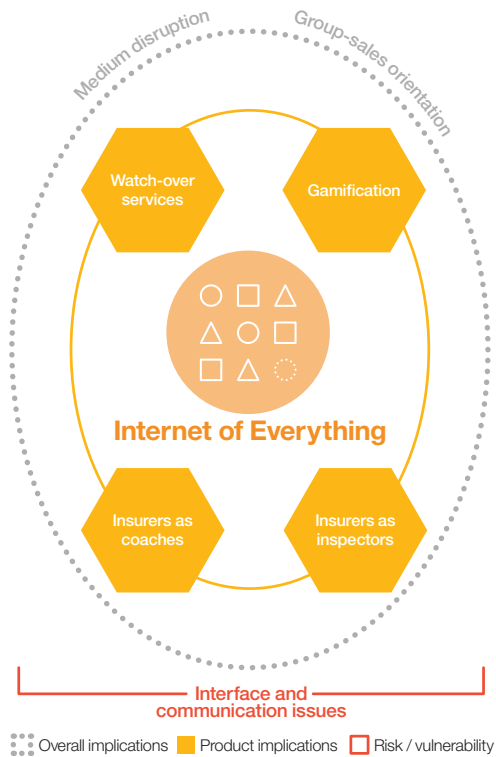 Medium disruption
Group-sales orientation
Watch-over
services
Gamification
Internet of Everything
Insurers as
coaches
Insurers as
inspectors
Interface and
communication issues
Overall implications
Product implications
Risk / vulnerability